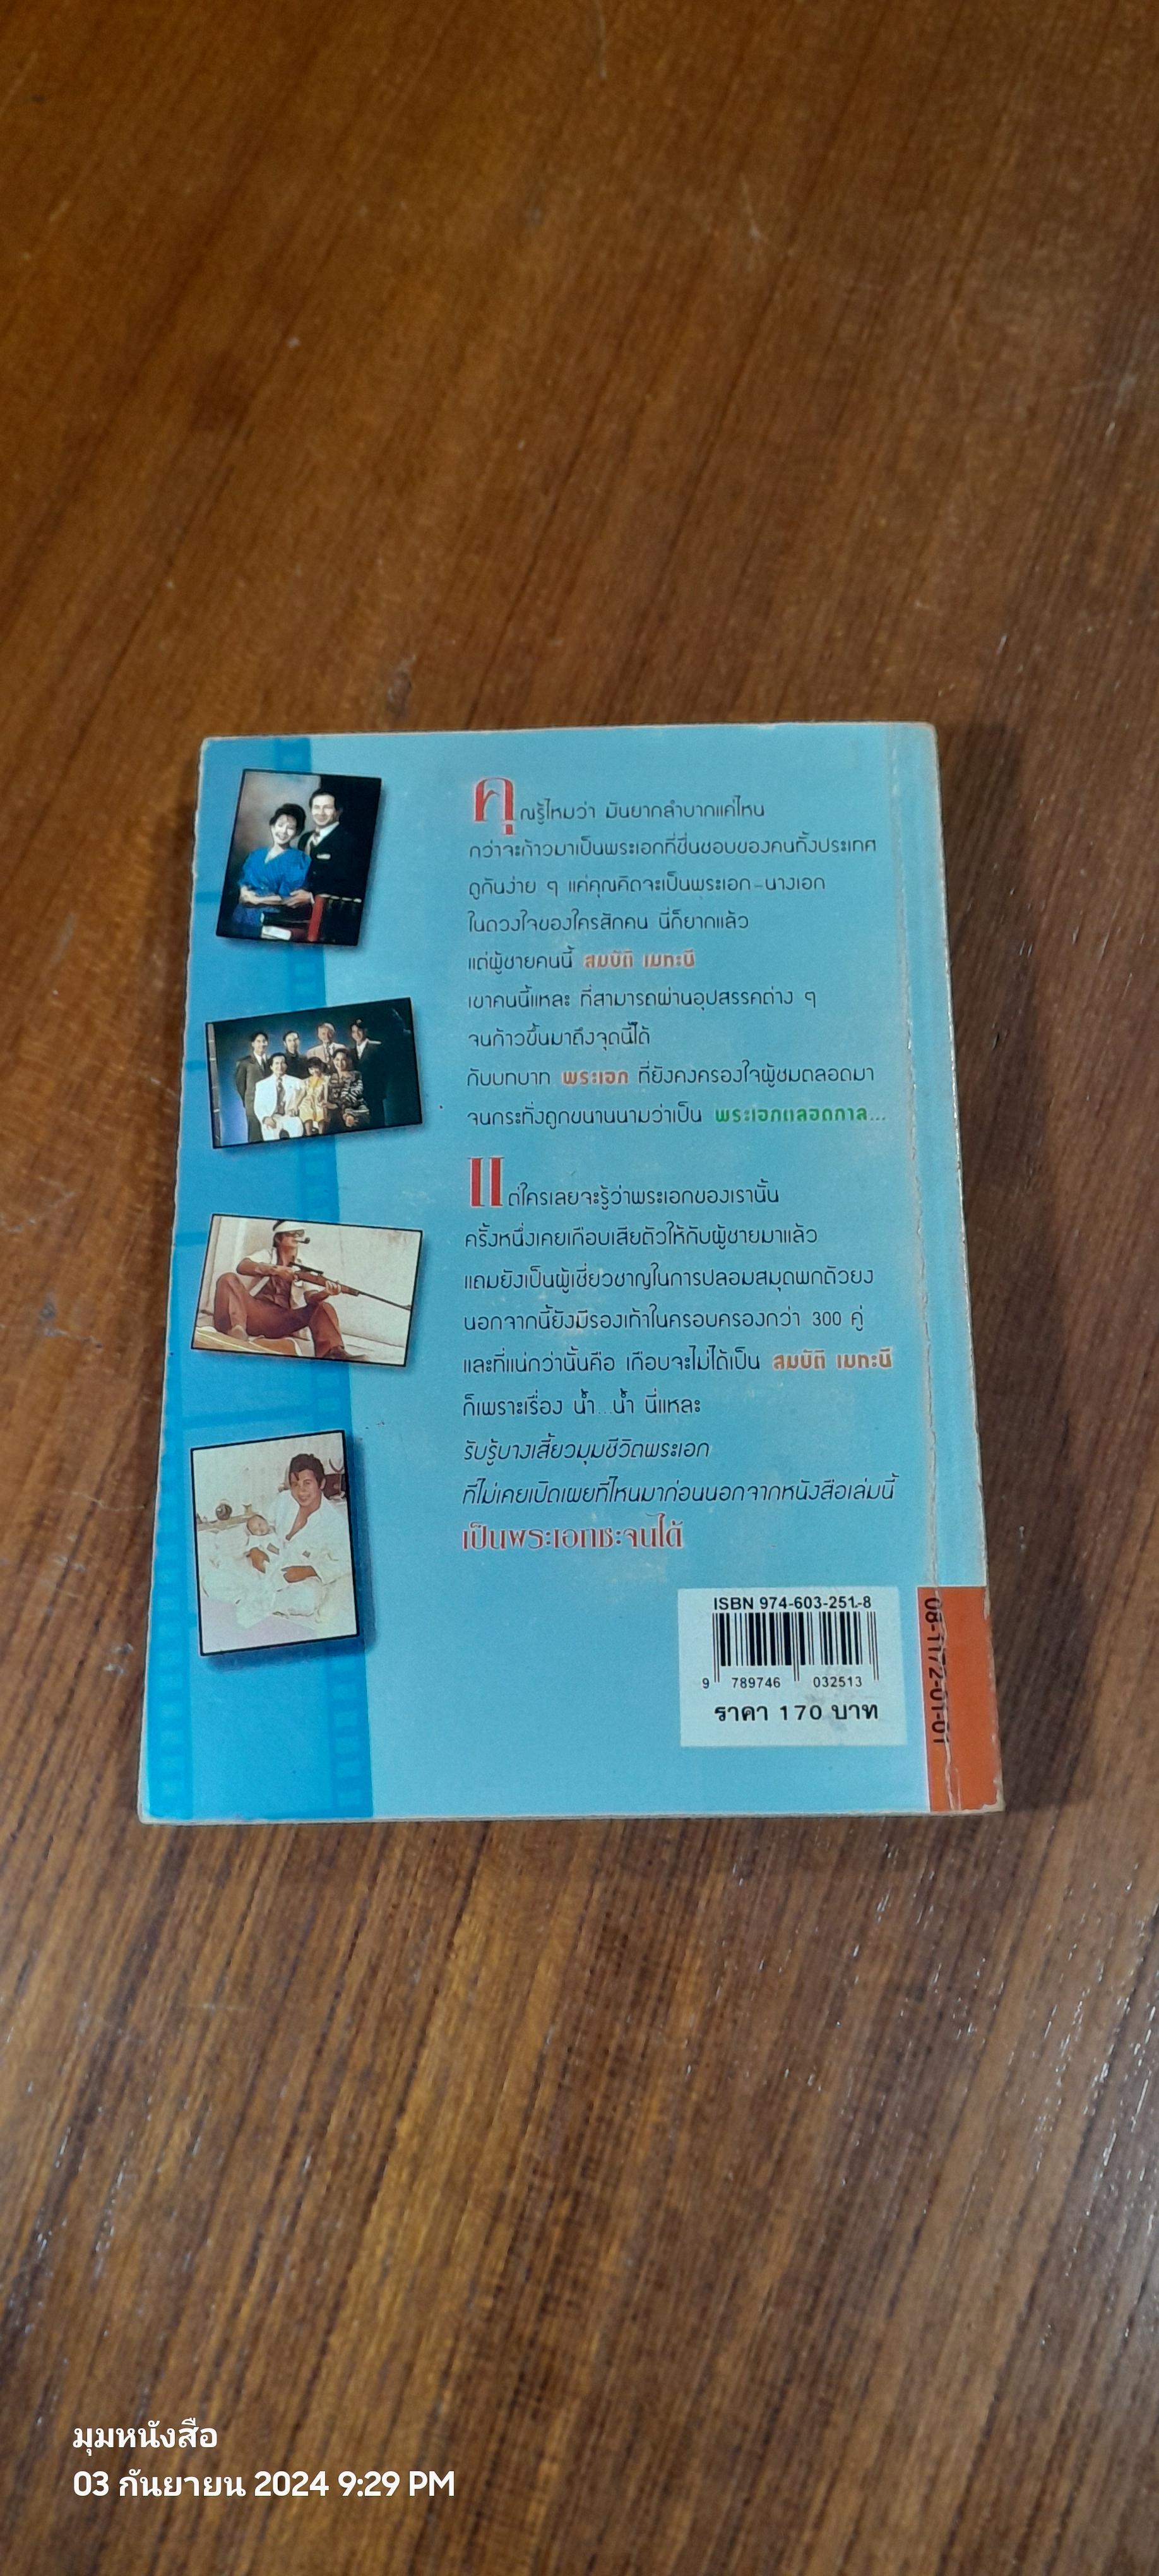 คุณรู้ไหมว่า มันยากลำบากแค่ไหน
กว่าจะก้าวมาเป็นพระเอกที่ชื่นชอบของคนทั้งประเทศ
ดูกันง่าย ๆ แค่คุณคิดจะเป็นพระเอก-นางเอก
ในดวงใจของใครสักคน นี่ก็ยากแล้ว
แต่ผู้ชายคนนี้ สมบัติ เมทะนี
เขาคนนี้แหละ ที่สามารถผ่านอุปสรรคต่าง ๆ
จนก้าวขึ้นมาถึงจุดนี้ได้
กับบทบาท พระเอก ที่ยังคงครองใจผู้ชมตลอดมา
จนกระทั่งถูกขนานนามว่าเป็น พระเอกตลอดกาล...
แต่ใครเลยจะรู้ว่าพระเอกของเรานั้น
ครั้งหนึ่งเคยเกือบเสียตัวให้กับผู้ชายมาแล้ว
แถมยังเป็นผู้เชี่ยวชาญในการปลอมสมุดพกตัวยง
นอกจากนี้ยังมีรองเท้าในครอบครองกว่า 300 คู่
และที่แน่กว่านั้นคือ เกือบจะไม่ได้เป็น สมบัติ เมทะนี
ก็เพราะเรื่อง น้ำ...น้ำ นี่แหละ
รับรู้บางเสี้ยวมุมชีวิตพระเอก
ที่ไม่เคยเปิดเผยที่ไหนมาก่อนนอกจากหนังสือเล่มนี้
เป็นพระเอกซะจนได้
ISBN 974-603-251-8
9 789746 032513
ราคา 170 บาท
08-1172-01-01
มุมหนังสือ
03 กันยายน 2024 9:29 PM